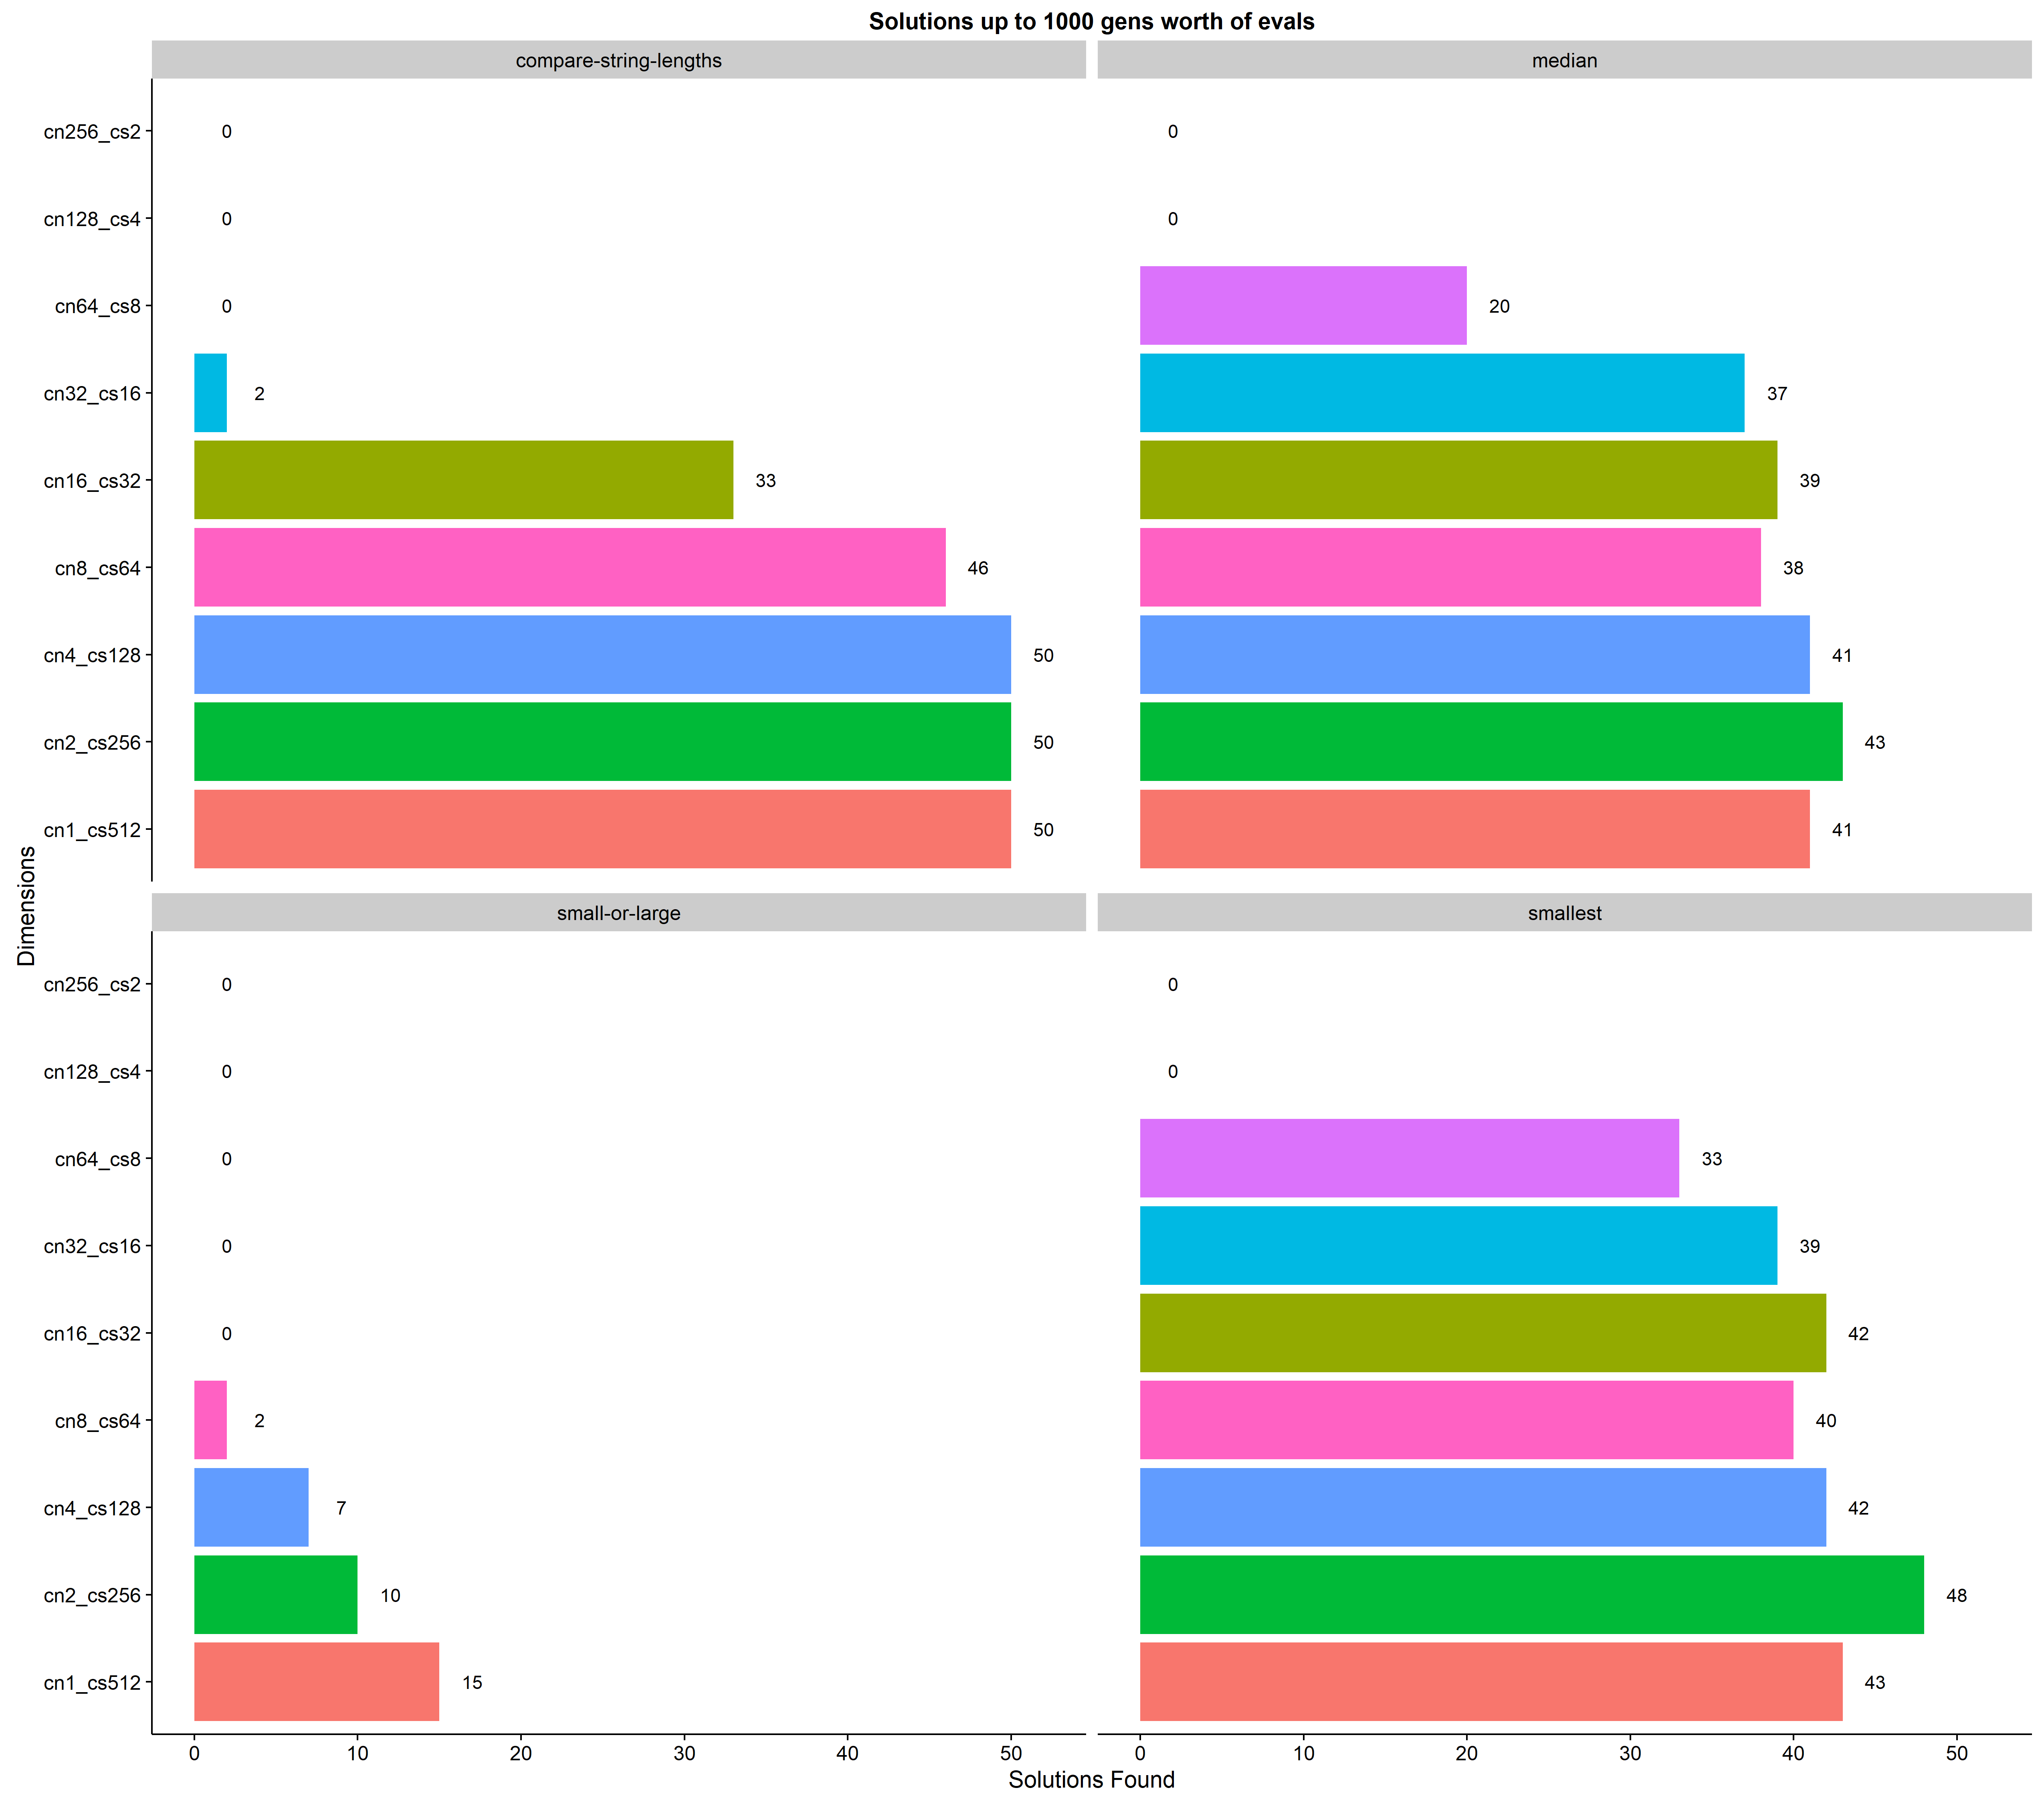 Solutions up to 1000 gens worth of evals
compare-string-lengths
median
cn256_cs2 0 0
cn128_cs4 0 0
cn64_cs8 0 20
cn32_cs16 2 37
cn16_cs32 33 39
cn8_cs64 46 38
cn4_cs128 50 41
cn2_cs256 50 43
cn1_cs512 50 41
Dimensions
small-or-large
smallest
cn256_cs2 0 0
cn128_cs4 0 0
cn64_cs8 0 33
cn32_cs16 0 39
cn16_cs32 0 42
cn8_cs64 2 40
cn4_cs128 7 42
cn2_cs256 10 48
cn1_cs512 15 43
0 10 20 30 40 50 0 10 20 30 40 50
Solutions Found